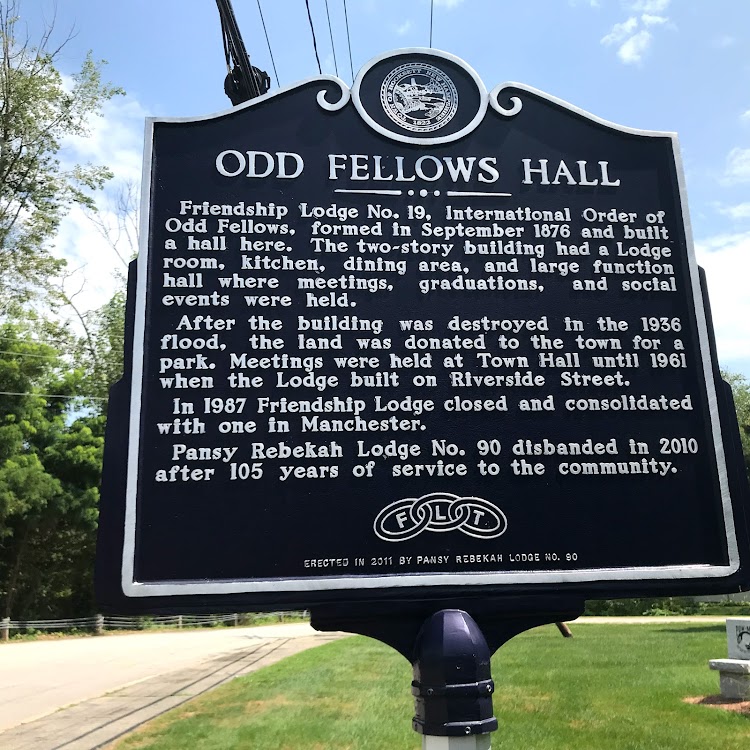 ODD FELLOWS HALL
Friendship Lodge No. 19, International Order of
Odd Fellows, formed in September 1876 and built
a hall here. The two-story building had a Lodge
room, kitchen, dining area, and large function
hall where meetings, graduations, and social
events were held.
After the building was destroyed in the 1936
flood, the land was donated to the town for a
park. Meetings were held at Town Hall until 1961
when the Lodge built on Riverside Street.
In 1987 Friendship Lodge closed and consolidated
with one in Manchester.
Pansy Rebekah Lodge No. 90 disbanded in 2010
after 105 years of service to the community.
F L T
ERECTED IN 2011 BY PANSY REBEKAH LODGE NO. 90